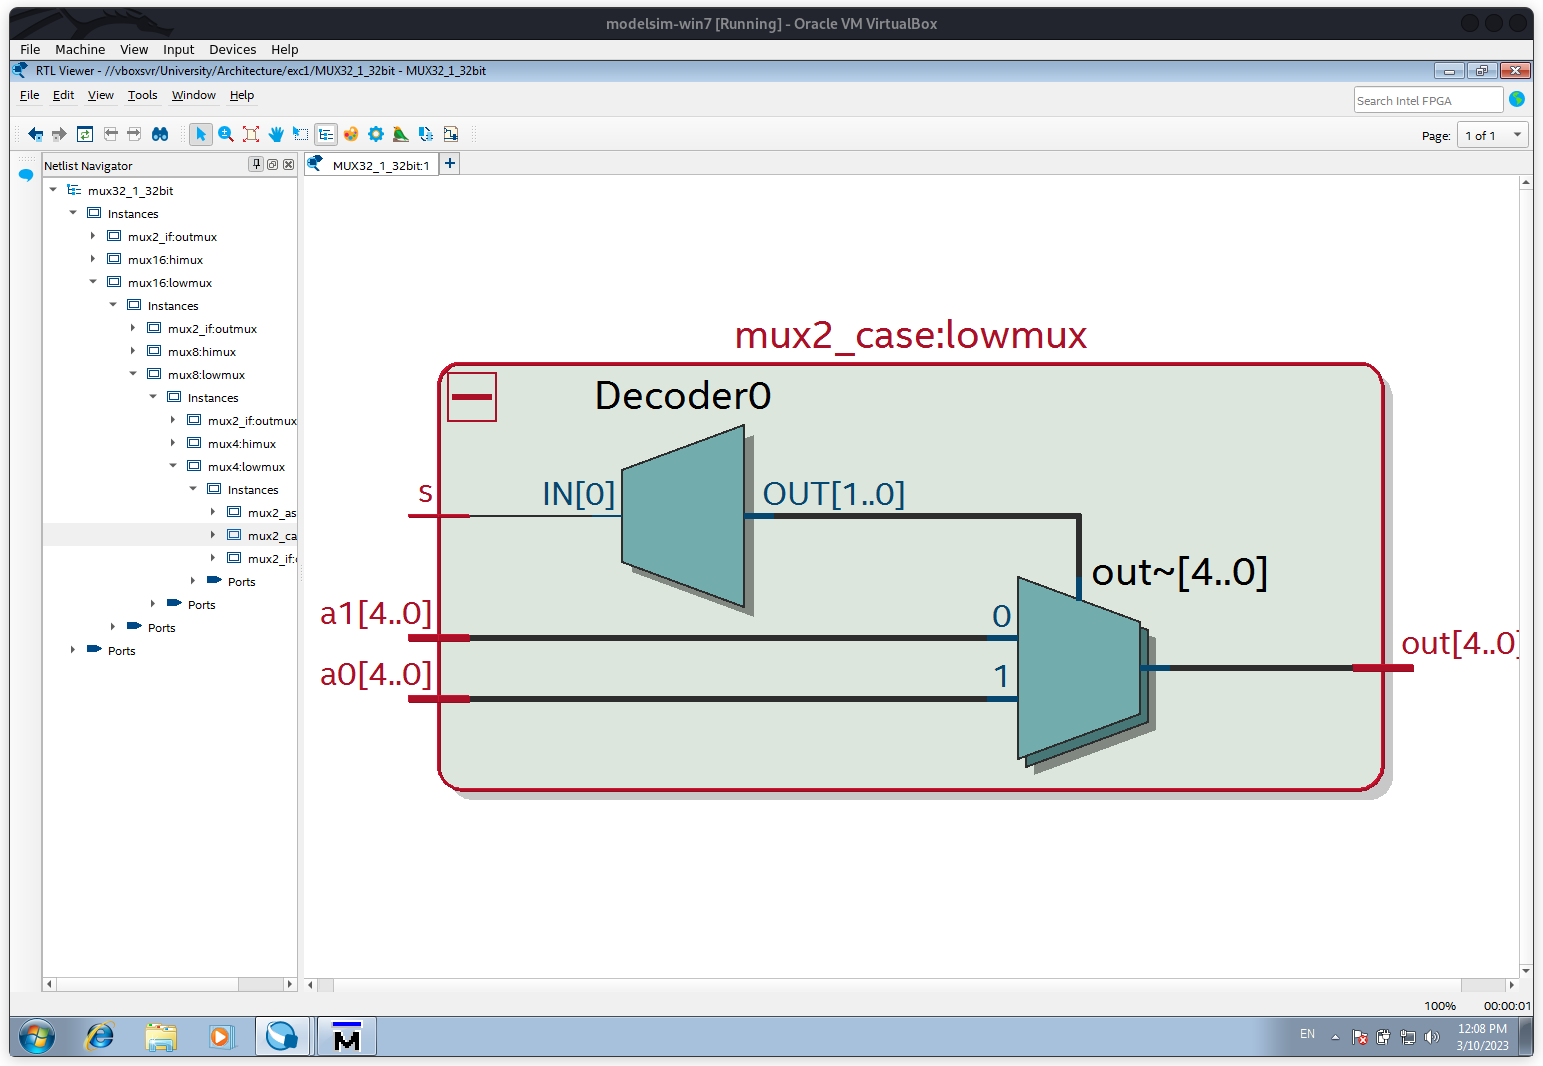 modelsim-win7 [Running] - Oracle VM VirtualBox
File Machine View Input Devices Help
RTL Viewer - //vboxsvr/University/Architecture/exc1/MUX32_1_32bit - MUX32_1_32bit
File Edit View Tools Window Help
Search Intel FPGA
Page: 1 of 1
Netlist Navigator
MUX32_1_32bit:1
mux32_1_32bit
Instances
mux2_if:outmux
mux16:himux
mux16:lowmux
Instances
mux2_if:outmux
mux8:himux
mux8:lowmux
Instances
mux2_if:outmux
mux4:himux
mux4:lowmux
Instances
mux2_as
mux2_ca
mux2_if:
Ports
Ports
Ports
Ports
mux2_case:lowmux
Decoder0
s
IN[0]
OUT[1..0]
out~[4..0]
a1[4..0]
0
a0[4..0]
1
out[4..0]
100% 00:00:01
M
EN
12:08 PM
3/10/2023